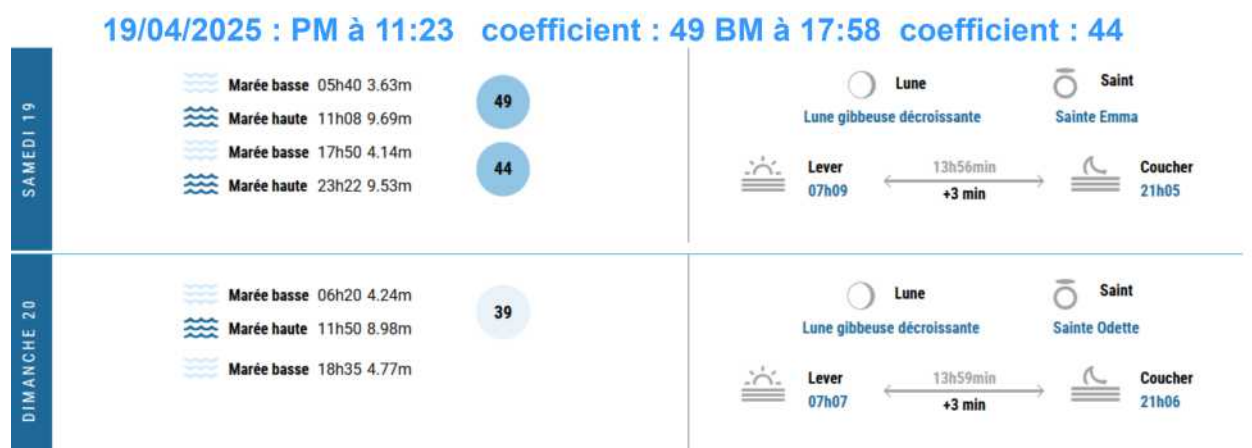 19/04/2025 : PM à 11:23 coefficient : 49 BM à 17:58 coefficient : 44
SAMEDI 19
Marée basse 05h40 3.63m
Marée haute 11h08 9.69m
49
Marée basse 17h50 4.14m
Marée haute 23h22 9.53m
44
Lune
Lune gibbeuse décroissante
Saint
Sainte Emma
Lever
07h09
13h56min
+3 min
Coucher
21h05
DIMANCHE 20
Marée basse 06h20 4.24m
Marée haute 11h50 8.98m
39
Marée basse 18h35 4.77m
Lune
Lune gibbeuse décroissante
Saint
Sainte Odette
Lever
07h07
13h59min
+3 min
Coucher
21h06